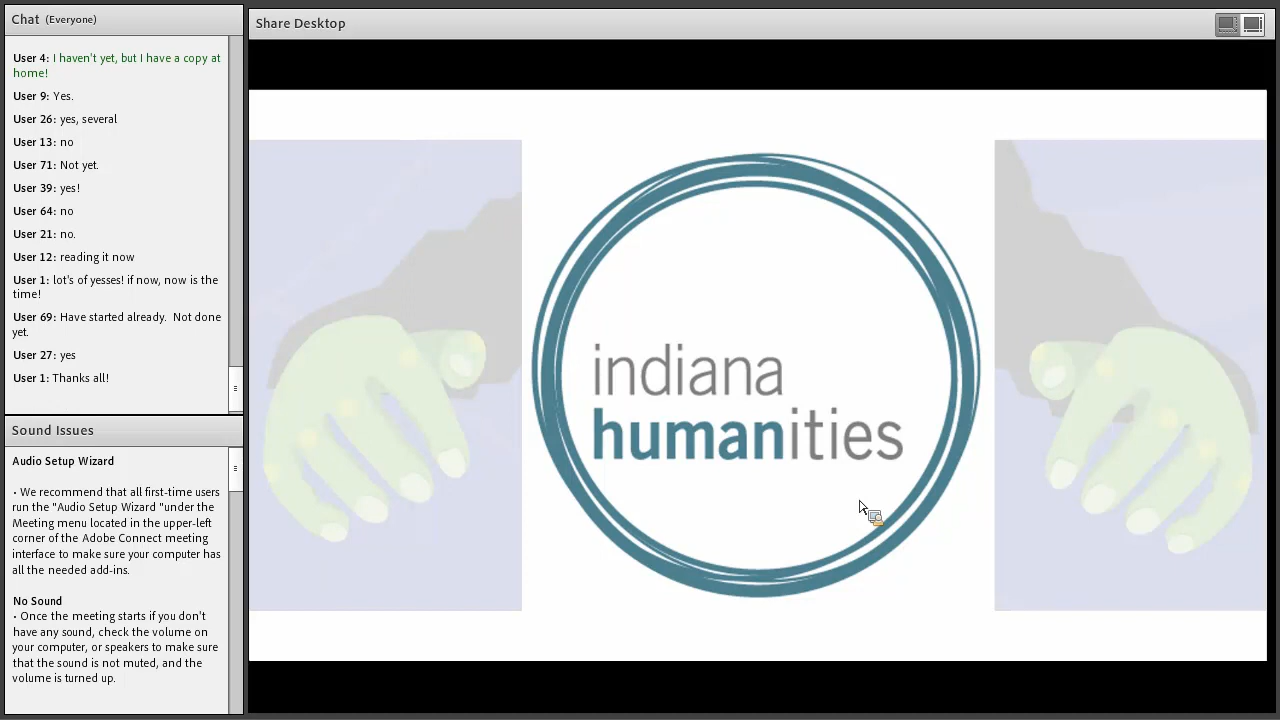 Chat (Everyone)
User 4: I haven't yet, but I have a copy at
home!
User 9: Yes.
User 26: yes, several
User 13: no
User 71: Not yet.
User 39: yes!
User 64: no
User 21: no.
User 12: reading it now
User 1: lot's of yesses! if now, now is the
time!
User 69: Have started already.  Not done
yet.
User 27: yes
User 1: Thanks all!
Sound Issues
Audio Setup Wizard
• We recommend that all first-time users
run the "Audio Setup Wizard "under the
Meeting menu located in the upper-left
corner of the Adobe Connect meeting
interface to make sure your computer has
all the needed add-ins.
No Sound
• Once the meeting starts if you don't
have any sound, check the volume on
your computer, or speakers to make sure
that the sound is not muted, and the
volume is turned up.
Share Desktop
indiana
humanities